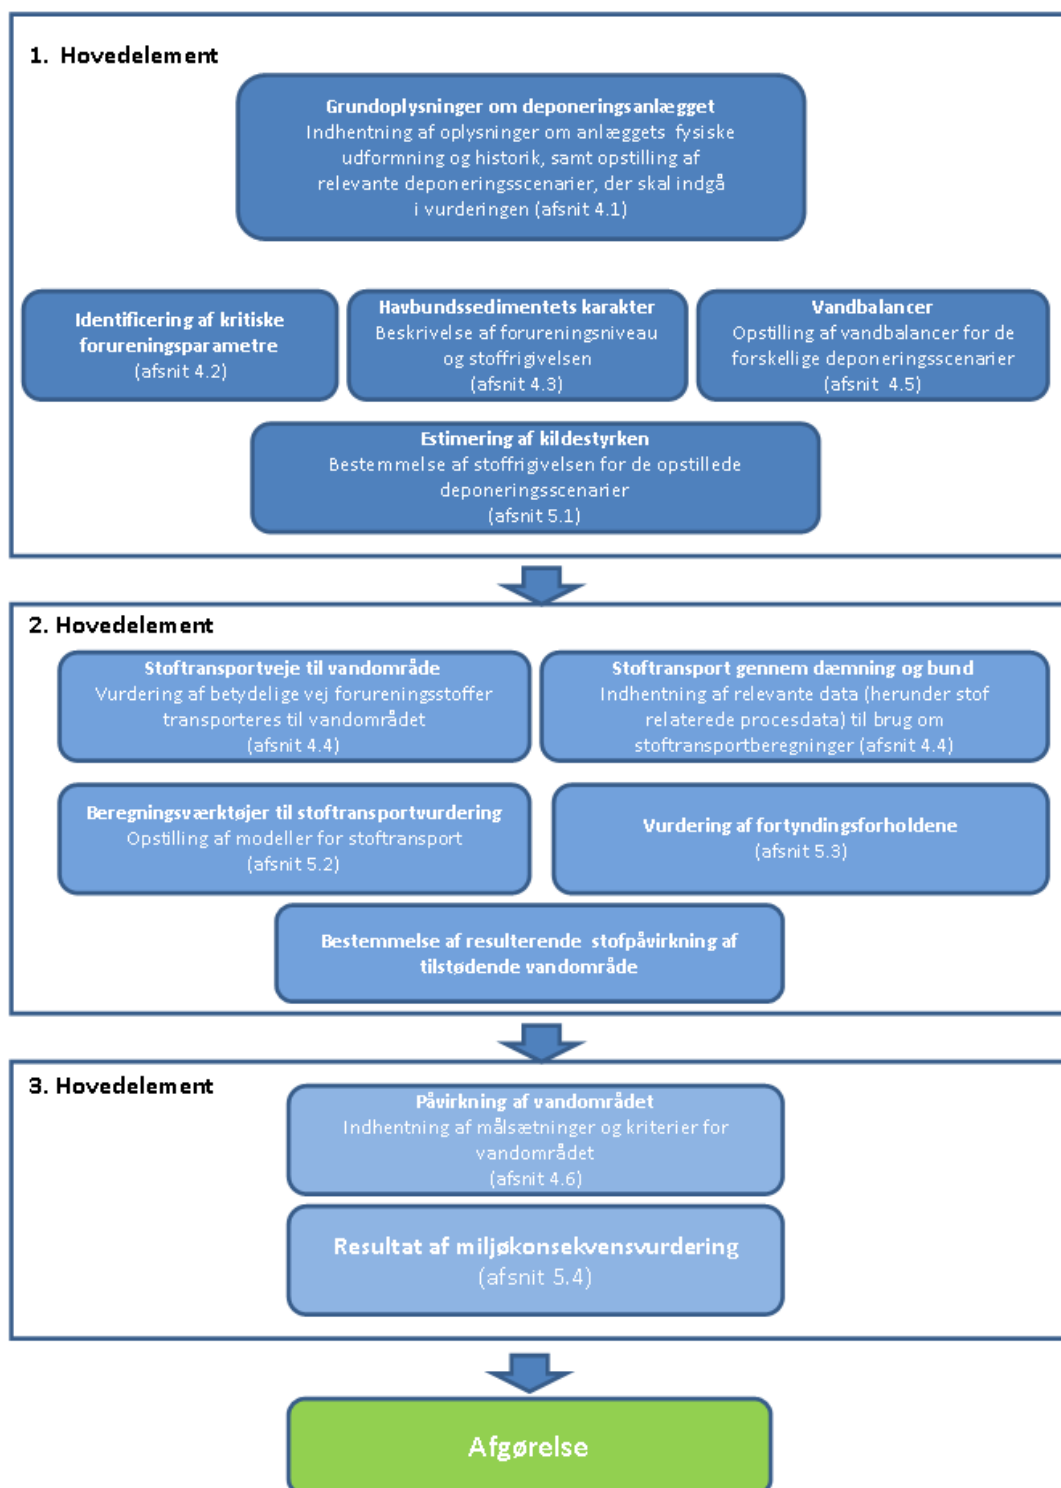 1. Hovedelement
Grundoplysninger om deponeringsanlægget
Indhentning af oplysninger om anlæggets fysiske
udformning og historik, samt opstilling af
relevante deponeringsscenarier, der skal indgå
i vurderingen (afsnit 4.1)
Identificering af kritiske
forureningsparametre
(afsnit 4.2)
Havbundssedimentets karakter
Beskrivelse af forureningsniveau
og stoffrigivelsen
(afsnit 4.3)
Vandbalancer
Opstilling af vandbalancer for de
forskellige deponeringsscenarier
(afsnit 4.5)
Estimering af kildestyrken
Bestemmelse af stoffrigivelsen for de opstillede
deponeringsscenarier
(afsnit 5.1)
2. Hovedelement
Stoftransportveje til vandområde
Vurdering af betydelige vej forureningsstoffer
transporteres til vandområdet
(afsnit 4.4)
Stoftransport gennem dæmning og bund
Indhentning af relevante data (herunder stof
relaterede procesdata) til brug om
stoftransportberegninger (afsnit 4.4)
Beregningsværktøjer til stoftransportvurdering
Opstilling af modeller for stoftransport
(afsnit 5.2)
Vurdering af fortyndingsforholdene
(afsnit 5.3)
Bestemmelse af resulterende stofpåvirkning af
tilstødende vandområde
3. Hovedelement
Påvirkning af vandområdet
Indhentning af målsætninger og kriterier for
vandområdet
(afsnit 4.6)
Resultat af miljøkonsekvensvurdering
(afsnit 5.4)
Afgørelse